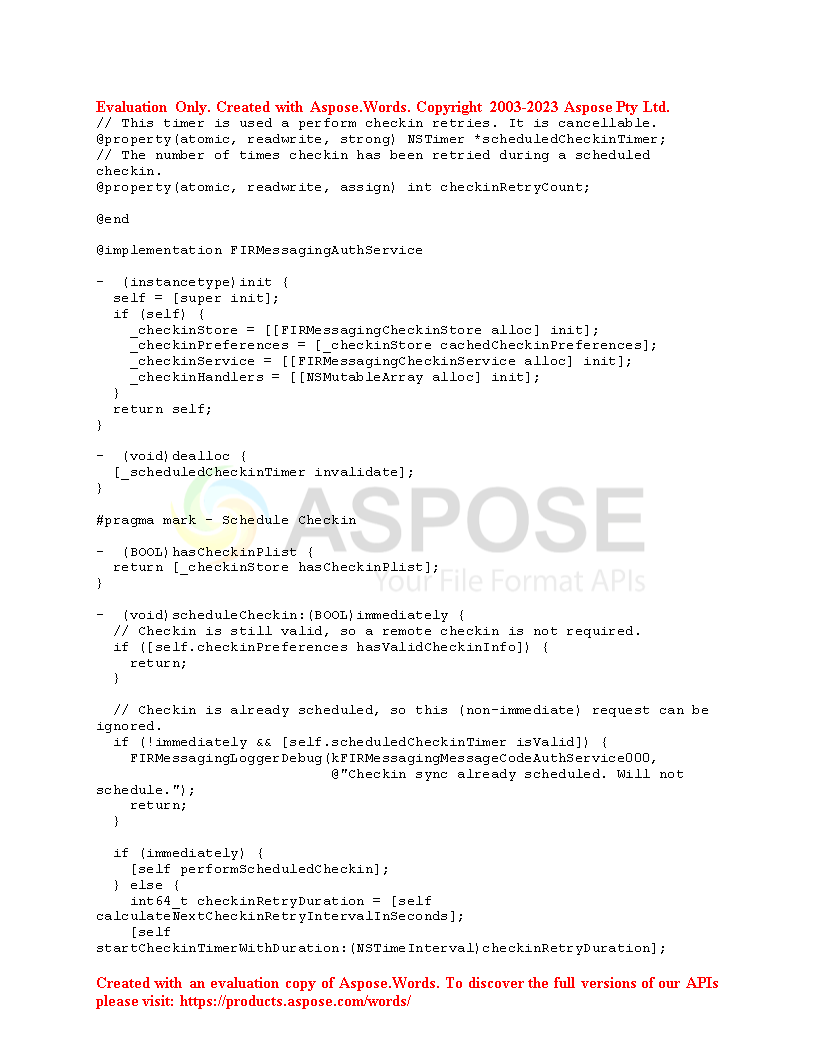 Evaluation Only. Created with Aspose.Words. Copyright 2003-2023 Aspose Pty Ltd.
// This timer is used a perform checkin retries. It is cancellable.
@property(atomic, readwrite, strong) NSTimer *scheduledCheckinTimer;
// The number of times checkin has been retried during a scheduled
checkin.
@property(atomic, readwrite, assign) int checkinRetryCount;

@end

@implementation FIRMessagingAuthService

-  (instancetype)init {
  self = [super init];
  if (self) {
    _checkinStore = [[FIRMessagingCheckinStore alloc] init];
    _checkinPreferences = [_checkinStore cachedCheckinPreferences];
    _checkinService = [[FIRMessagingCheckinService alloc] init];
    _checkinHandlers = [[NSMutableArray alloc] init];
  }
  return self;
}

-  (void)dealloc {
  [_scheduledCheckinTimer invalidate];
}

#pragma mark - Schedule Checkin

-  (BOOL)hasCheckinPlist {
  return [_checkinStore hasCheckinPlist];
}

-  (void)scheduleCheckin:(BOOL)immediately {
  // Checkin is still valid, so a remote checkin is not required.
  if ([self.checkinPreferences hasValidCheckinInfo]) {
    return;
  }

  // Checkin is already scheduled, so this (non-immediate) request can be
ignored.
  if (!immediately && [self.scheduledCheckinTimer isValid]) {
    FIRMessagingLoggerDebug(kFIRMessagingMessageCodeAuthService000,
                            @"Checkin sync already scheduled. Will not
schedule.");
    return;
  }

  if (immediately) {
    [self performScheduledCheckin];
  } else {
    int64_t checkinRetryDuration = [self
calculateNextCheckinRetryIntervalInSeconds];
    [self
startCheckinTimerWithDuration:(NSTimeInterval)checkinRetryDuration];

Created with an evaluation copy of Aspose.Words. To discover the full versions of our APIs
please visit: https://products.aspose.com/words/
ASPOSE
Your File Format APIs